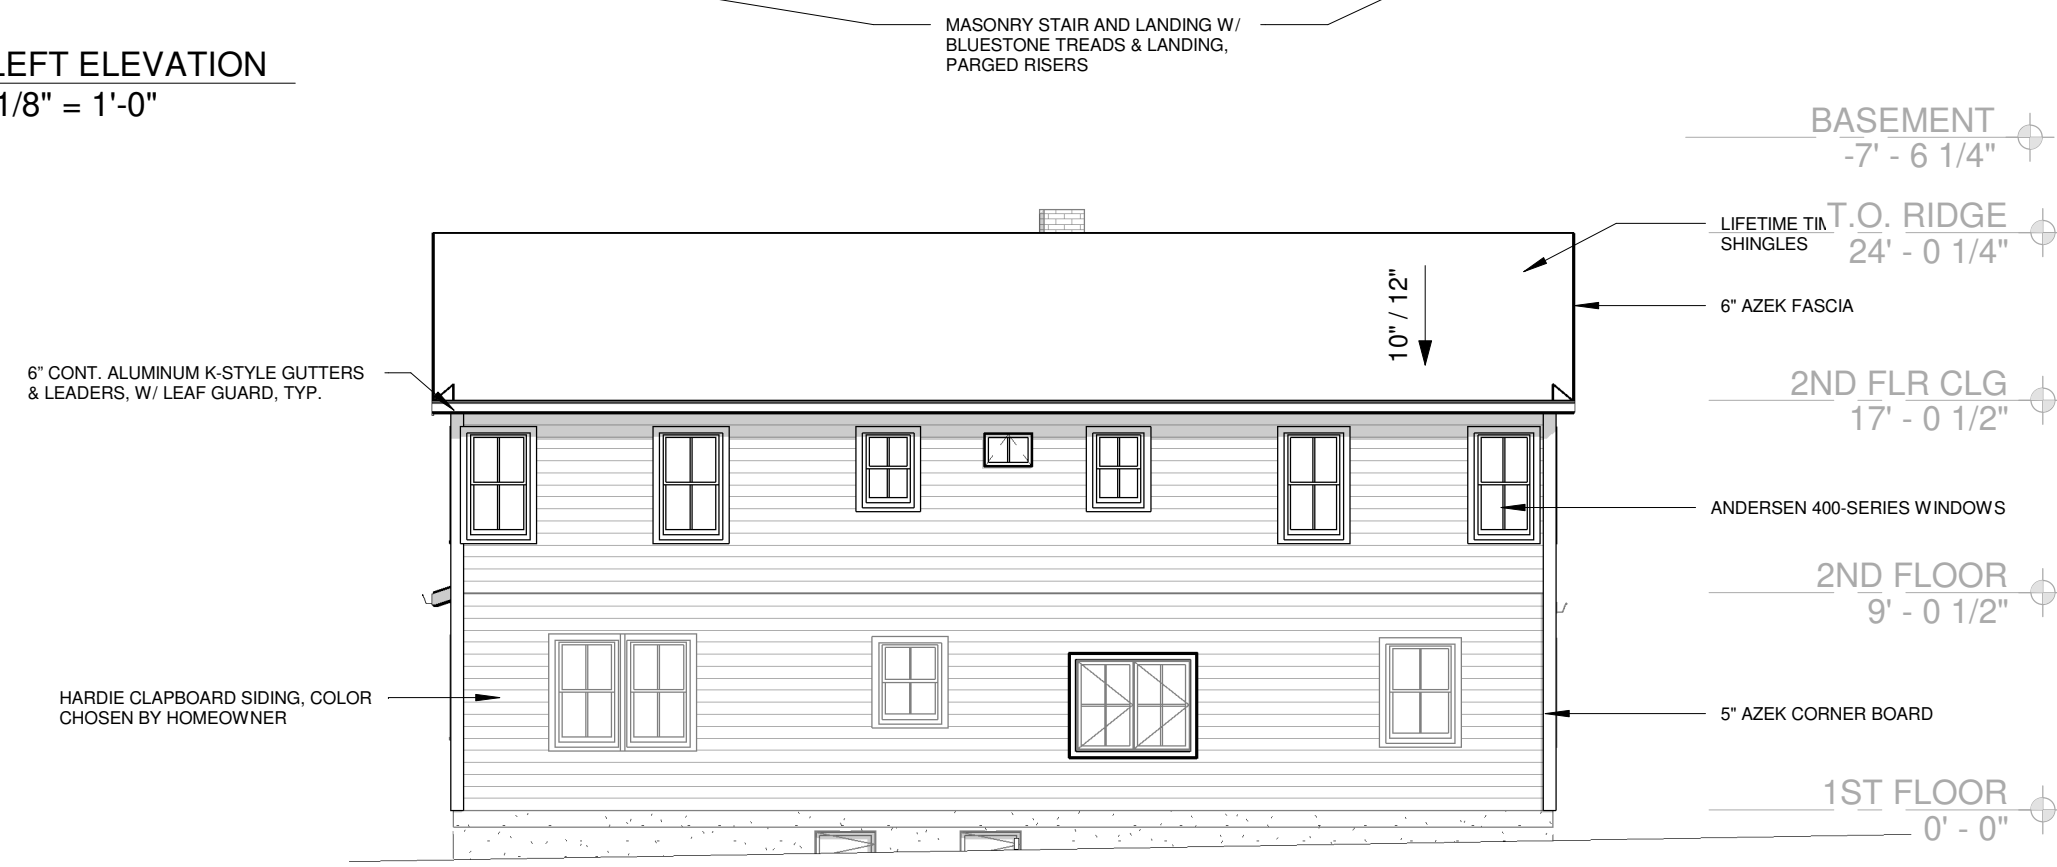 MASONRY STAIR AND LANDING W/
BLUESTONE TREADS & LANDING,
PARGED RISERS
LEFT ELEVATION
1/8" = 1'-0"
BASEMENT
-7' - 6 1/4"
T.O. RIDGE
24' - 0 1/4"
LIFETIME
SHINGLES
10" / 12"
6" AZEK FASCIA
6" CONT. ALUMINUM K-STYLE GUTTERS
& LEADERS, W/ LEAF GUARD, TYP.
2ND FLR CLG
17' - 0 1/2"
ANDERSEN 400-SERIES WINDOWS
2ND FLOOR
9' - 0 1/2"
HARDIE CLAPBOARD SIDING, COLOR
CHOSEN BY HOMEOWNER
5" AZEK CORNER BOARD
1ST FLOOR
0' - 0"